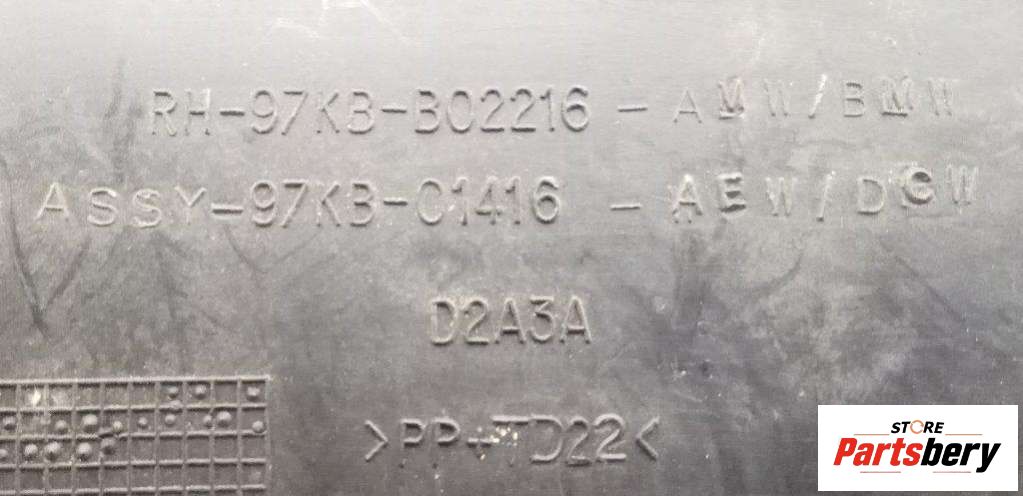 RH-97KB-B02216 - AMW/BMW
ASSY-97KB-C1416 - AEW/DGW
D2A3A
>PP-TD22<
STORE
Partsbery